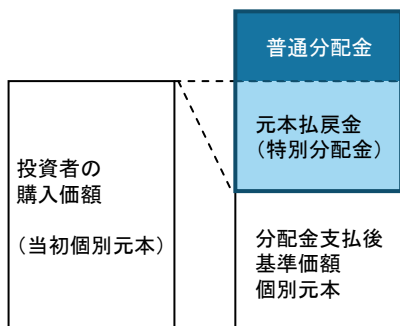 普通分配金
元本払戻金
（特別分配金）
投資者の
購入価額
（当初個別元本）
分配金支払後
基準価額
個別元本